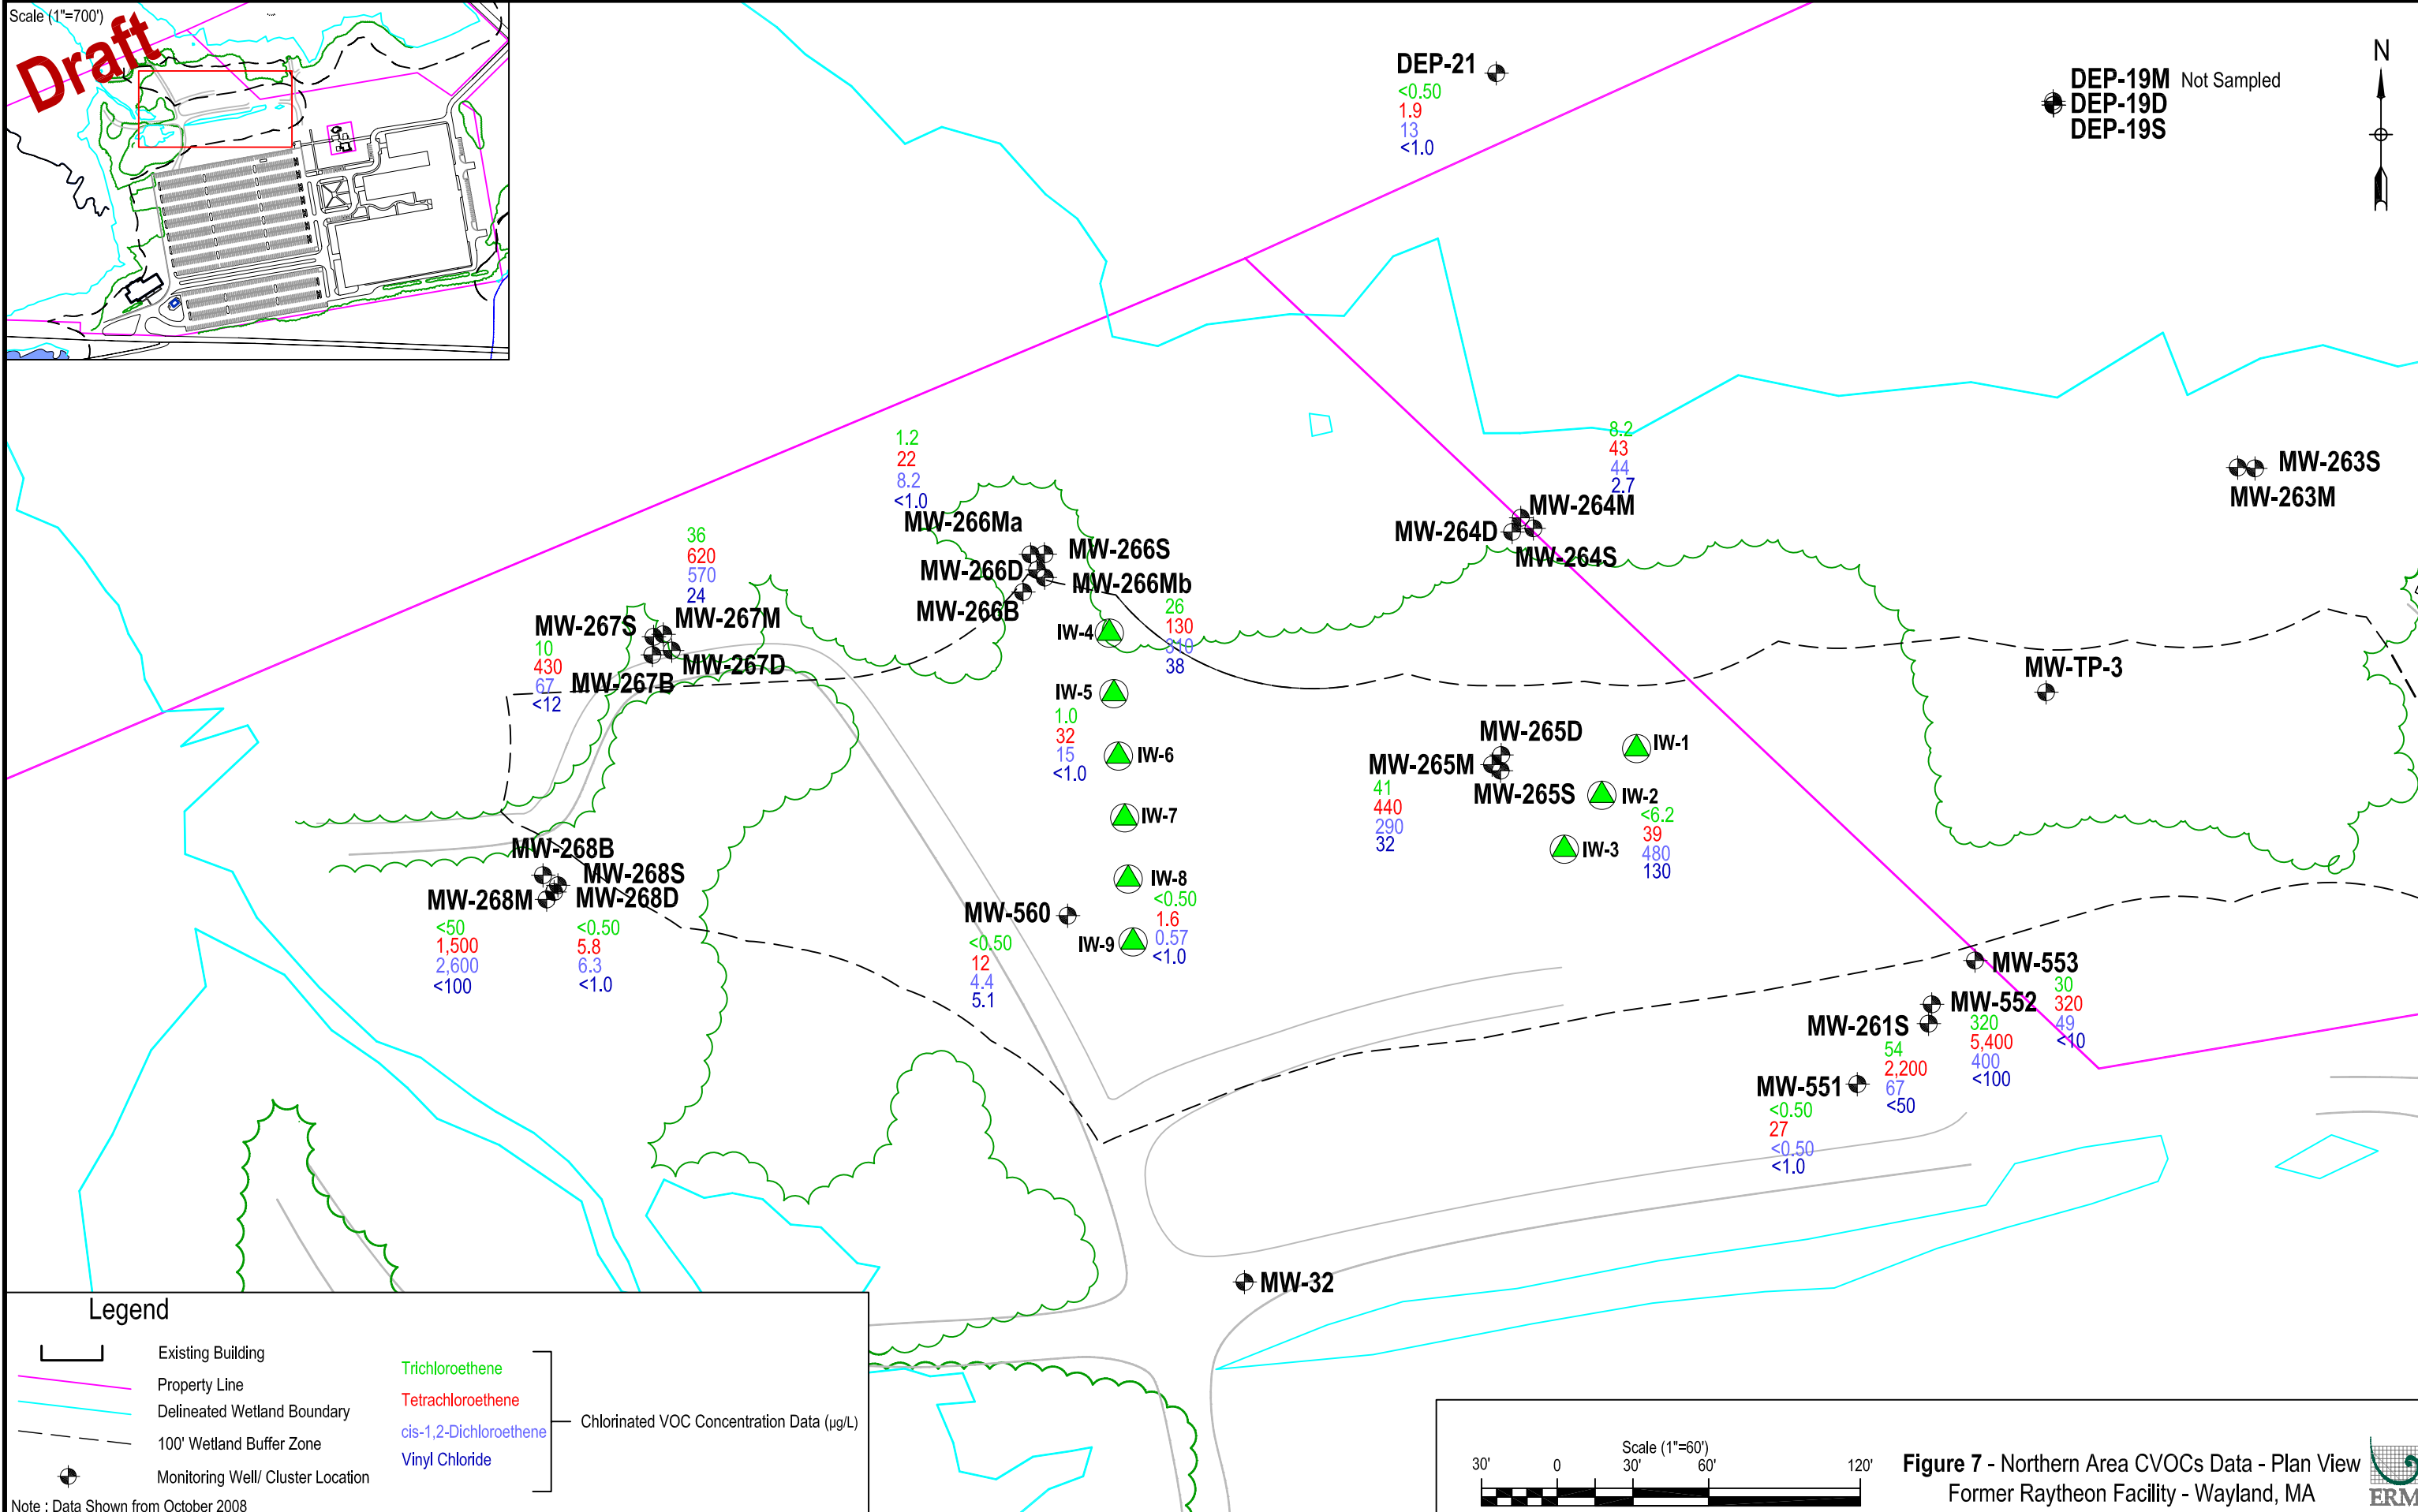 Scale (1"=700')
Draft
DEP-21
<0.50
1.9
13
<1.0
DEP-19M Not Sampled
DEP-19D
DEP-19S
N
1.2
22
8.2
<1.0
MW-266Ma
MW-266S
MW-266D
MW-266Mb
MW-266B
8.2
43
44
2.7
MW-264M
MW-264D
MW-264S
MW-263S
MW-263M
36
620
570
24
MW-267S
MW-267M
10
430
67
<12
MW-267D
MW-267B
IW-4
26
130
310
38
IW-5
1.0
32
15
<1.0
IW-6
IW-7
IW-8
<0.50
1.6
0.57
<1.0
IW-9
MW-560
<0.50
12
4.4
5.1
MW-TP-3
MW-265D
MW-265M
MW-265S
41
440
290
32
IW-1
IW-2
<6.2
39
480
130
IW-3
MW-268B
MW-268S
MW-268M
MW-268D
<50
1,500
2,600
<100
<0.50
5.8
6.3
<1.0
MW-553
30
320
49
<10
MW-552
320
5,400
400
<100
MW-261S
54
2,200
67
<50
MW-551
<0.50
27
<0.50
<1.0
MW-32
Legend
Existing Building
Property Line
Delineated Wetland Boundary
100' Wetland Buffer Zone
Monitoring Well/ Cluster Location
Trichloroethene
Tetrachloroethene
cis-1,2-Dichloroethene
Vinyl Chloride
Chlorinated VOC Concentration Data (µg/L)
Note : Data Shown from October 2008
Scale (1"=60')
30' 0 30' 60' 120'
Figure 7 - Northern Area CVOCs Data - Plan View
Former Raytheon Facility - Wayland, MA
ERM